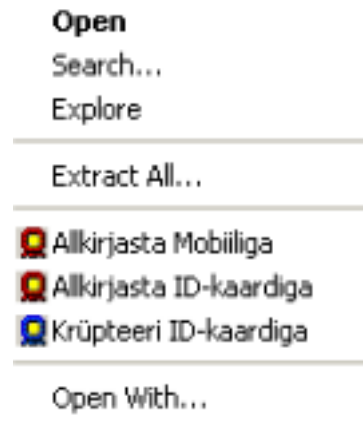 Open
Search...
Explore
Extract All...
Allkirjasta Mobiiliga
Allkirjasta ID-kaardiga
Krüpteeri ID-kaardiga
Open With...